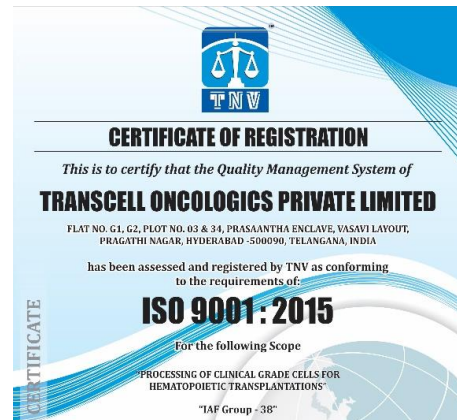 TNV
CERTIFICATE OF REGISTRATION
This is to certify that the Quality Management System of
TRANSCELL ONCOLOGICS PRIVATE LIMITED
FLAT NO. G1, G2, PLOT NO. 03 & 34, PRASAANTHA ENCLAVE, VASAVI LAYOUT,
PRAGATHI NAGAR, HYDERABAD -500090, TELANGANA, INDIA
has been assessed and registered by TNV as conforming
to the requirements of:
ISO 9001 : 2015
For the following Scope
"PROCESSING OF CLINICAL GRADE CELLS FOR
HEMATOPOIETIC TRANSPLANTATIONS"
"IAF Group - 38"
CERTIFICATE